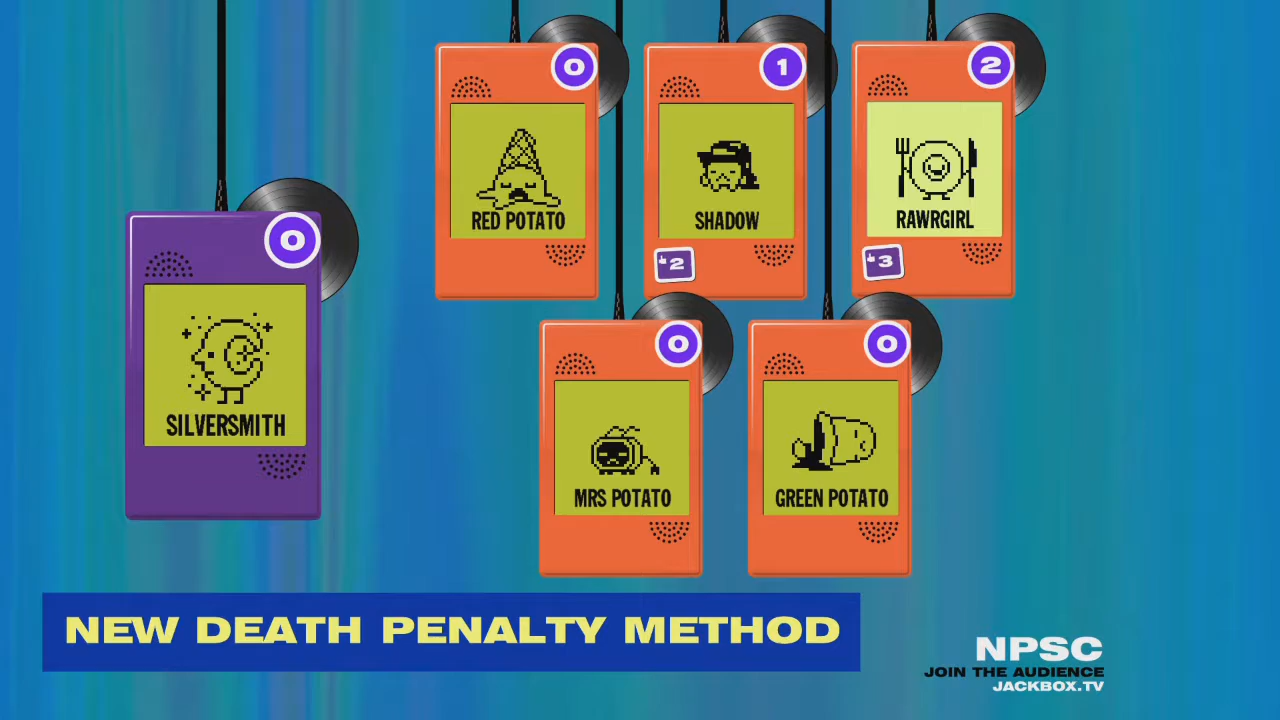 0
1
2
RED POTATO
SHADOW
RAWRGIRL
2
3
0
SILVERSMITH
0
0
MRS POTATO
GREEN POTATO
NEW DEATH PENALTY METHOD
NPSC
JOIN THE AUDIENCE
JACKBOX.TV